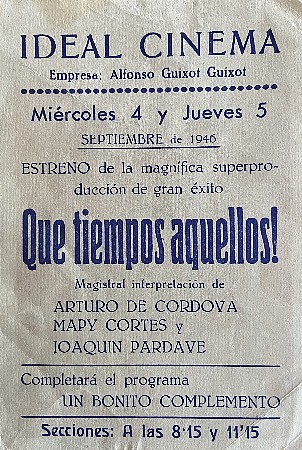 IDEAL CINEMA
Empresa: Alfonso Guixot Guixot
Miércoles 4 y Jueves 5
SEPTIEMBRE de 1946
ESTRENO de la magnífica superpro-
ducción de gran éxito
Que tiempos aquellos!
Magistral interpretación de
ARTURO DE CORDOVA
MAPY CORTES y
JOAQUIN PARDAVE
Completará el programa
UN BONITO COMPLEMENTO
Secciones: A las 8'15 y 11'15